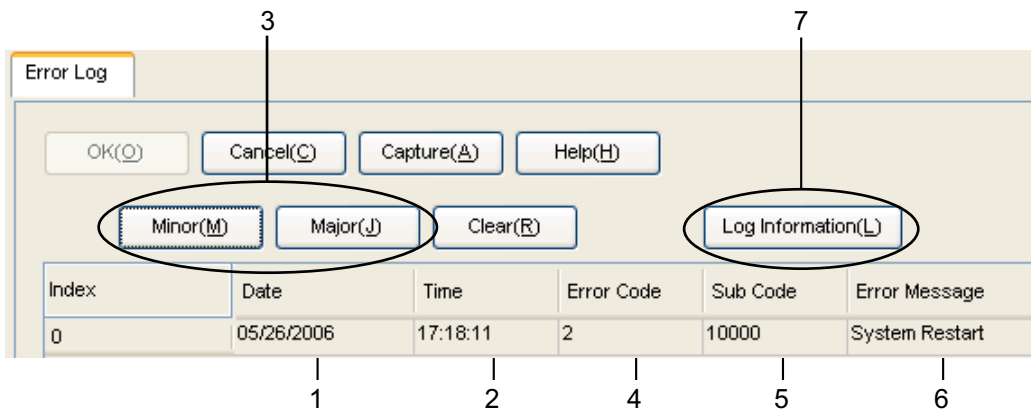 3 7
Error Log
OK(O) Cancel(C) Capture(A) Help(H)
Minor(M) Major(J) Clear(R) Log Information(L)
Index Date Time Error Code Sub Code Error Message
0 05/26/2006 17:18:11 2 10000 System Restart
1 2 4 5 6